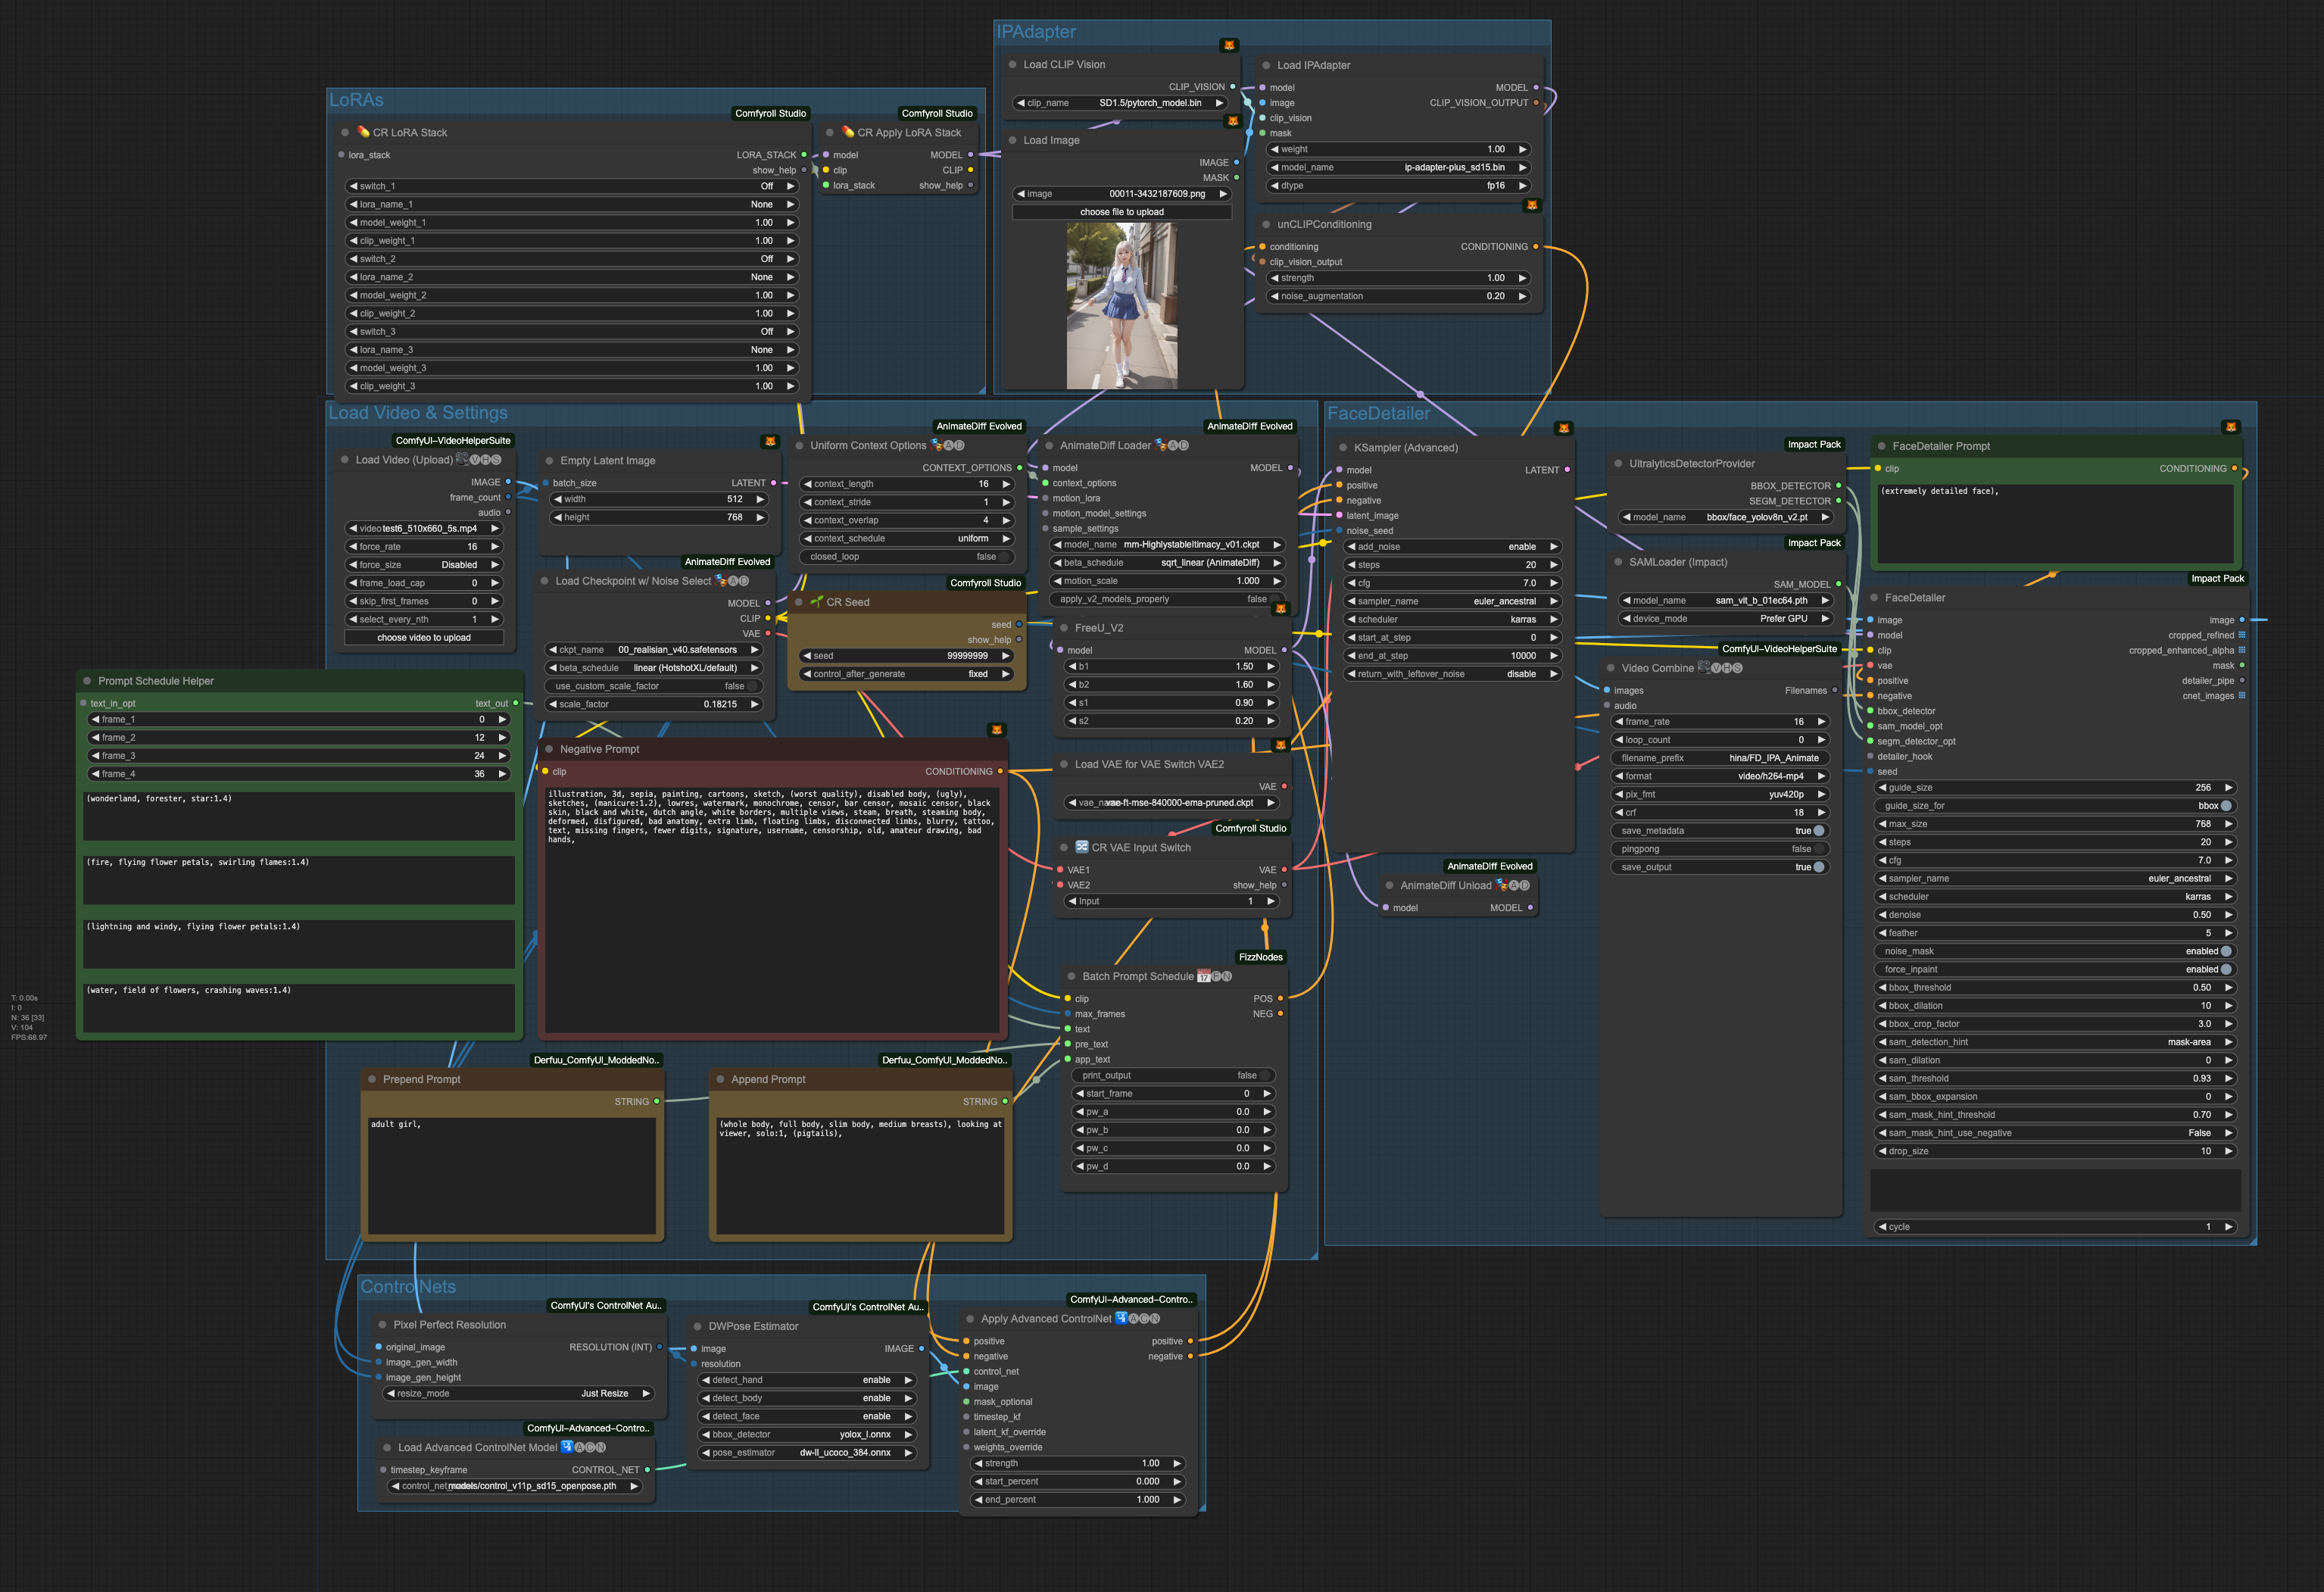 IPAdapter
Load CLIP Vision
CLIP_VISION
clip_name SD1.5/pytorch_model.bin
Load Image
IMAGE
MASK
image 00011-3432187609.png
choose file to upload
Load IPAdapter
model MODEL
image CLIP_VISION_OUTPUT
clip_vision
mask
weight 1.00
model_name ip-adapter-plus_sd15.bin
dtype fp16
unCLIPConditioning
conditioning CONDITIONING
clip_vision_output
strength 1.00
noise_augmentation 0.20
LoRAs
Comfyroll Studio
CR LoRA Stack
lora_stack LORA_STACK
show_help
switch_1 Off
lora_name_1 None
model_weight_1 1.00
clip_weight_1 1.00
switch_2 Off
lora_name_2 None
model_weight_2 1.00
clip_weight_2 1.00
switch_3 Off
lora_name_3 None
model_weight_3 1.00
clip_weight_3 1.00
Comfyroll Studio
CR Apply LoRA Stack
model MODEL
clip CLIP
lora_stack show_help
Load Video & Settings
ComfyUI-VideoHelperSuite
Load Video (Upload) VHS
IMAGE
frame_count
audio
video test6_510x660_5s.mp4
force_rate 16
force_size Disabled
frame_load_cap 0
skip_first_frames 0
select_every_nth 1
choose video to upload
Empty Latent Image
batch_size LATENT
width 512
height 768
AnimateDiff Evolved
Load Checkpoint w/ Noise Select AD
MODEL
CLIP
VAE
ckpt_name 00_realisian_v40.safetensors
beta_schedule linear (HotshotXL/default)
use_custom_scale_factor false
scale_factor 0.18215
AnimateDiff Evolved
Uniform Context Options AD
CONTEXT_OPTIONS
context_length 16
context_stride 1
context_overlap 4
context_schedule uniform
closed_loop false
Comfyroll Studio
CR Seed
seed
show_help
seed 99999999
control_after_generate fixed
AnimateDiff Evolved
AnimateDiff Loader AD
model MODEL
context_options
motion_lora
motion_model_settings
sample_settings
model_name mm-Highlystableltimacy_v01.ckpt
beta_schedule sqrt_linear (AnimateDiff)
motion_scale 1.000
apply_v2_models_properly false
FreeU_V2
model MODEL
b1 1.50
b2 1.60
s1 0.90
s2 0.20
Load VAE for VAE Switch VAE2
VAE
vae-ft-mse-840000-ema-pruned.ckpt
Comfyroll Studio
CR VAE Input Switch
VAE1 VAE
VAE2 show_help
Input 1
FizzNodes
Batch Prompt Schedule 17 FN
clip POS
max_frames NEG
text
pre_text
app_text
print_output false
start_frame 0
pw_a 0.0
pw_b 0.0
pw_c 0.0
pw_d 0.0
Prompt Schedule Helper
text_in_opt text_out
frame_1 0
frame_2 12
frame_3 24
frame_4 36
(wonderland, forester, star:1.4)
(fire, flying flower petals, swirling flames:1.4)
(lightning and windy, flying flower petals:1.4)
(water, field of flowers, crashing waves:1.4)
T: 0.00s
I: 0
N: 36 [33]
V: 104
FPS:68.97
Negative Prompt
clip CONDITIONING
illustration, 3d, sepia, painting, cartoons, sketch, (worst quality), disabled body, (ugly),
sketches, (manicure:1.2), lowres, watermark, monochrome, censor, bar censor, mosaic censor, black
skin, black and white, dutch angle, white borders, multiple views, steam, breath, steaming body,
deformed, disfigured, bad anatomy, extra limb, floating limbs, disconnected limbs, blurry, tattoo,
text, missing fingers, fewer digits, signature, username, censorship, old, amateur drawing, bad
hands,
Derfuu_ComfyUI_ModdedNo..
Prepend Prompt
STRING
adult girl,
Derfuu_ComfyUI_ModdedNo..
Append Prompt
STRING
(whole body, full body, slim body, medium breasts), looking at
viewer, solo:1, (pigtails),
FaceDetailer
KSampler (Advanced)
model LATENT
positive
negative
latent_image
noise_seed
add_noise enable
steps 20
cfg 7.0
sampler_name euler_ancestral
scheduler karras
start_at_step 0
end_at_step 10000
return_with_leftover_noise disable
AnimateDiff Evolved
AnimateDiff Unload AD
model MODEL
Impact Pack
UltralyticsDetectorProvider
BBOX_DETECTOR
SEGM_DETECTOR
model_name bbox/face_yolov8n_v2.pt
Impact Pack
SAMLoader (Impact)
SAM_MODEL
model_name sam_vit_b_01ec64.pth
device_mode Prefer GPU
ComfyUI-VideoHelperSuite
Video Combine VHS
images Filenames
audio
frame_rate 16
loop_count 0
filename_prefix hina/FD_IPA_Animate
format video/h264-mp4
pix_fmt yuv420p
crf 18
save_metadata true
pingpong false
save_output true
FaceDetailer Prompt
clip CONDITIONING
(extremely detailed face),
Impact Pack
FaceDetailer
image image
model cropped_refined
clip cropped_enhanced_alpha
vae mask
positive detailer_pipe
negative cnet_images
bbox_detector
sam_model_opt
segm_detector_opt
detailer_hook
seed
guide_size 256
guide_size_for bbox
max_size 768
steps 20
cfg 7.0
sampler_name euler_ancestral
scheduler karras
denoise 0.50
feather 5
noise_mask enabled
force_inpaint enabled
bbox_threshold 0.50
bbox_dilation 10
bbox_crop_factor 3.0
sam_detection_hint mask-area
sam_dilation 0
sam_threshold 0.93
sam_bbox_expansion 0
sam_mask_hint_threshold 0.70
sam_mask_hint_use_negative False
drop_size 10
cycle 1
ControlNets
ComfyUI's ControlNet Au..
Pixel Perfect Resolution
original_image RESOLUTION (INT)
image_gen_width
image_gen_height
resize_mode Just Resize
ComfyUI-Advanced-Contro..
Load Advanced ControlNet Model ACN
timestep_keyframe CONTROL_NET
models/control_v11p_sd15_openpose.pth
ComfyUI's ControlNet Au..
DWPose Estimator
image IMAGE
resolution
detect_hand enable
detect_body enable
detect_face enable
bbox_detector yolox_l.onnx
pose_estimator dw-ll_ucoco_384.onnx
ComfyUI-Advanced-Contro..
Apply Advanced ControlNet ACN
positive positive
negative negative
control_net
image
mask_optional
timestep_kf
latent_kf_override
weights_override
strength 1.00
start_percent 0.000
end_percent 1.000